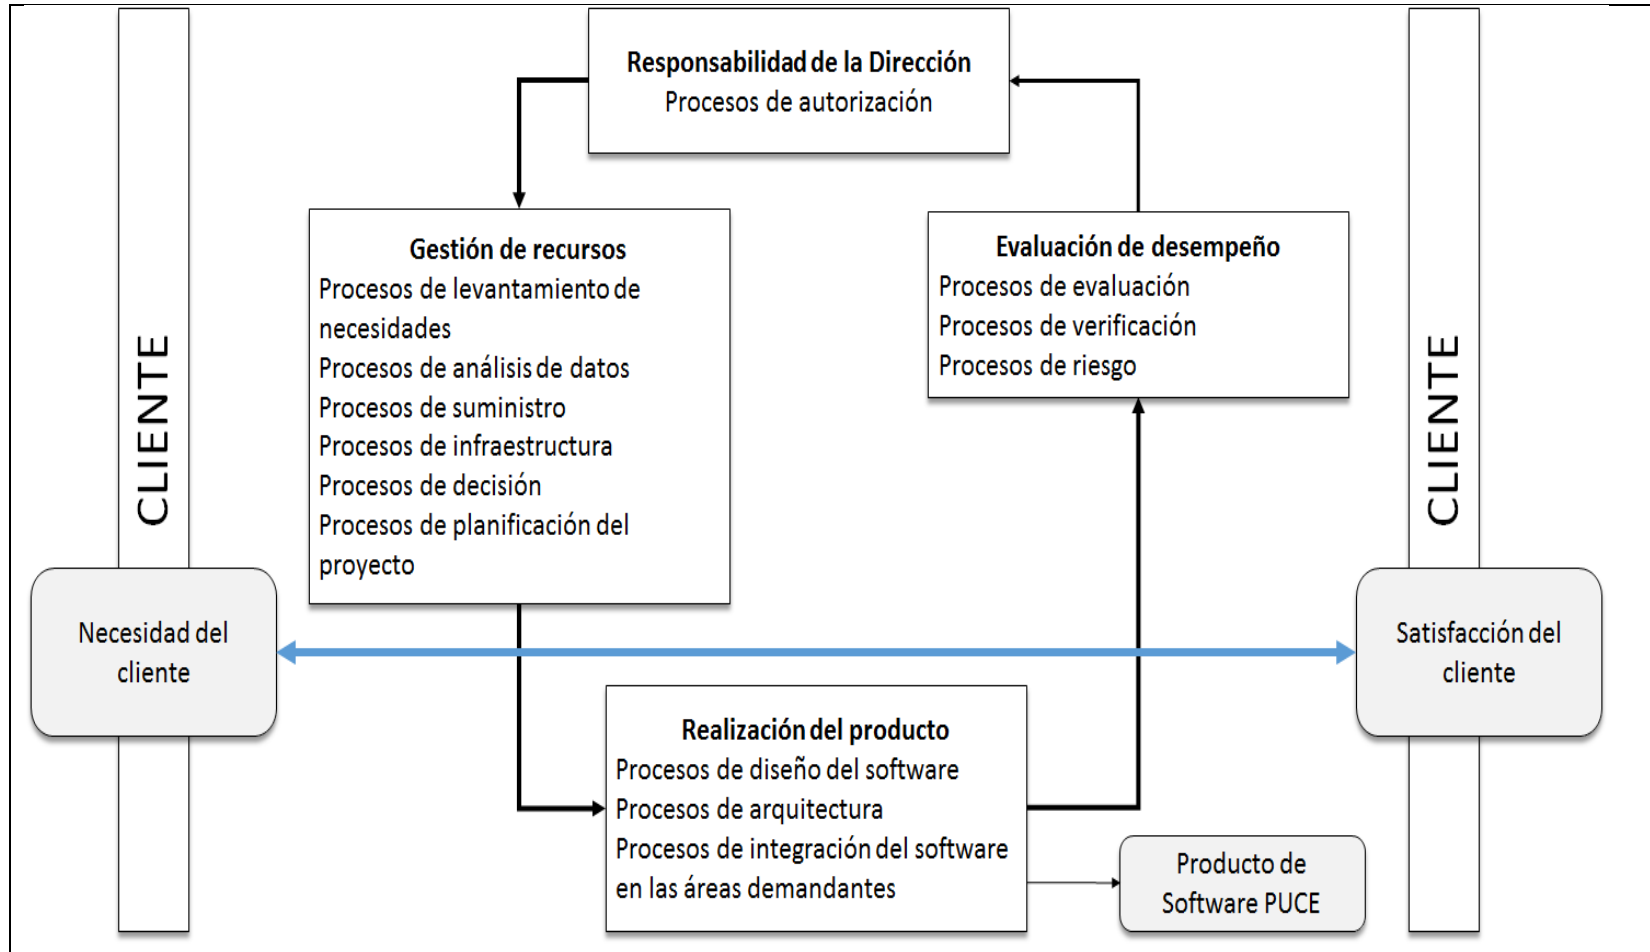 Responsabilidad de la Dirección
Procesos de autorización
Gestión de recursos
Procesos de levantamiento de
necesidades
Procesos de análisis de datos
Procesos de suministro
Procesos de infraestructura
Procesos de decisión
Procesos de planificación del
proyecto
Evaluación de desempeño
Procesos de evaluación
Procesos de verificación
Procesos de riesgo
CLIENTE
CLIENTE
Necesidad del
cliente
Satisfacción del
cliente
Realización del producto
Procesos de diseño del software
Procesos de arquitectura
Procesos de integración del software
en las áreas demandantes
Producto de
Software PUCE